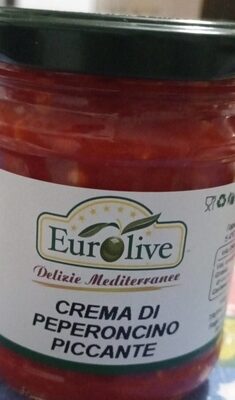 Eurolive
Delizie Mediterranee
CREMA DI
PEPERONCINO
PICCANTE